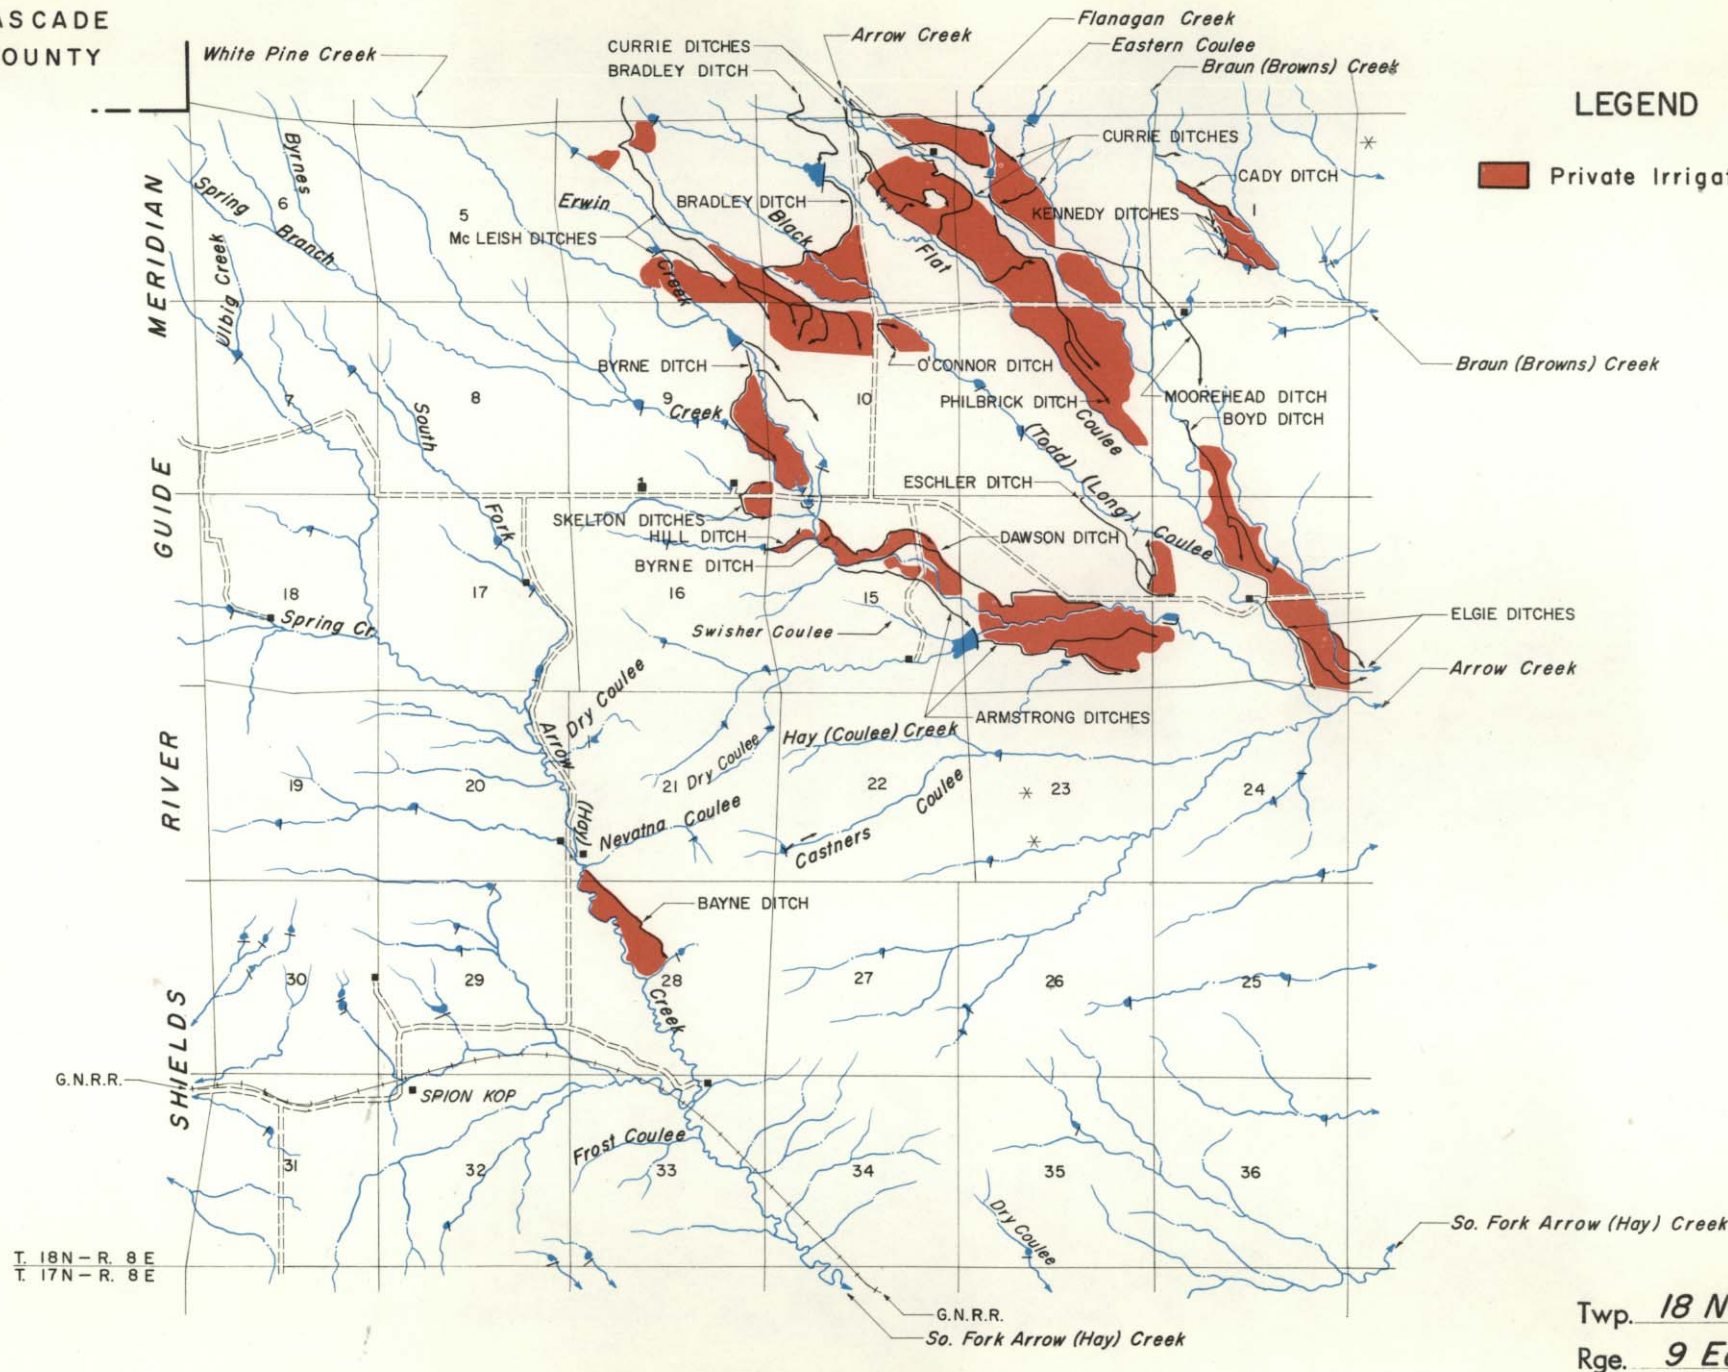 ASCADE
OUNTY
White Pine Creek
CURRIE DITCHES
BRADLEY DITCH
Arrow Creek
Flanagan Creek
Eastern Coulee
Braun (Browns) Creek
LEGEND
Private Irrigat
CURRIE DITCHES
CADY DITCH
KENNEDY DITCHES
1
Byrnes
Spring
Branch
6
5
Erwin
Creek
BRADLEY DITCH
Black
Flat
Mc LEISH DITCHES
Ulbig Creek
MERIDIAN
GUIDE
RIVER
SHIELDS
BYRNE DITCH
O'CONNOR DITCH
PHILBRICK DITCH
MOOREHEAD DITCH
BOYD DITCH
Braun (Browns) Creek
7
8
9
Creek
10
Coulee
(Todd)
(Long)
Coulee
South
Fork
ESCHLER DITCH
SKELTON DITCHES
HILL DITCH
BYRNE DITCH
DAWSON DITCH
18
17
16
15
Spring Cr.
Swisher Coulee
ELGIE DITCHES
Arrow Creek
ARMSTRONG DITCHES
Dry Coulee
Arrow
(Hay)
Hay (Coulee) Creek
19
20
21
Dry Coulee
22
23
24
Nevatna Coulee
Castners
Coulee
BAYNE DITCH
30
29
28
27
26
25
Creek
G.N.R.R.
SPION KOP
Frost Coulee
31
32
33
34
35
36
Dry Coulee
So. Fork Arrow (Hay) Creek
T. 18N – R. 8 E
T. 17N – R. 8 E
G.N.R.R.
So. Fork Arrow (Hay) Creek
Twp. 18 N
Rge. 9 Ea